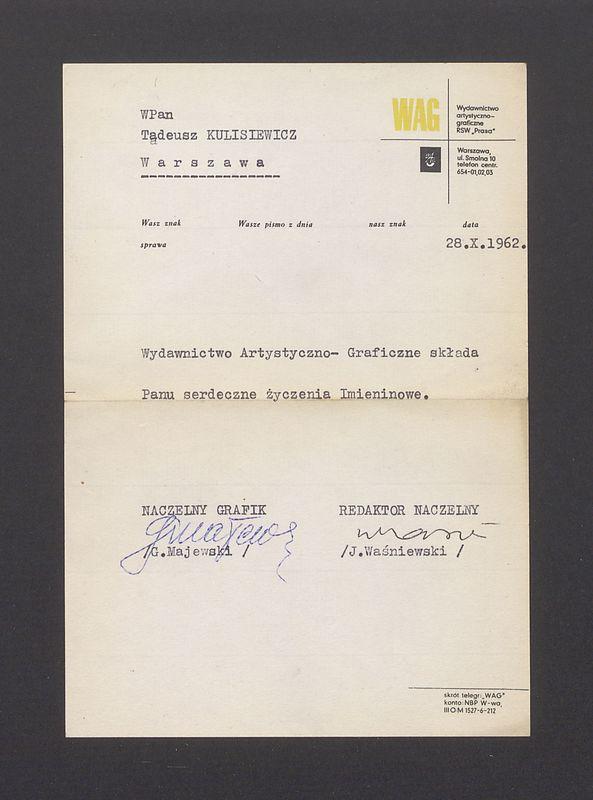 WPan
Tądeusz KULISIEWICZ
Warszawa
WAG
Wydawnictwo
artystyczno-
graficzne
RSW „Prasa"
Warszawa,
ul. Smolna 10
telefon centr.
654-01,02,03
Wasz znak Wasze pismo z dnia nasz znak data
sprawa
28.X.1962.
Wydawnictwo Artystyczno- Graficzne składa
Panu serdeczne życzenia Imieninowe.
NACZELNY GRAFIK REDAKTOR NACZELNY
/G.Majewski / /J.Waśniewski /
skrót telegr: „WAG"
konto: NBP W-wa,
III O M 1527-6-212